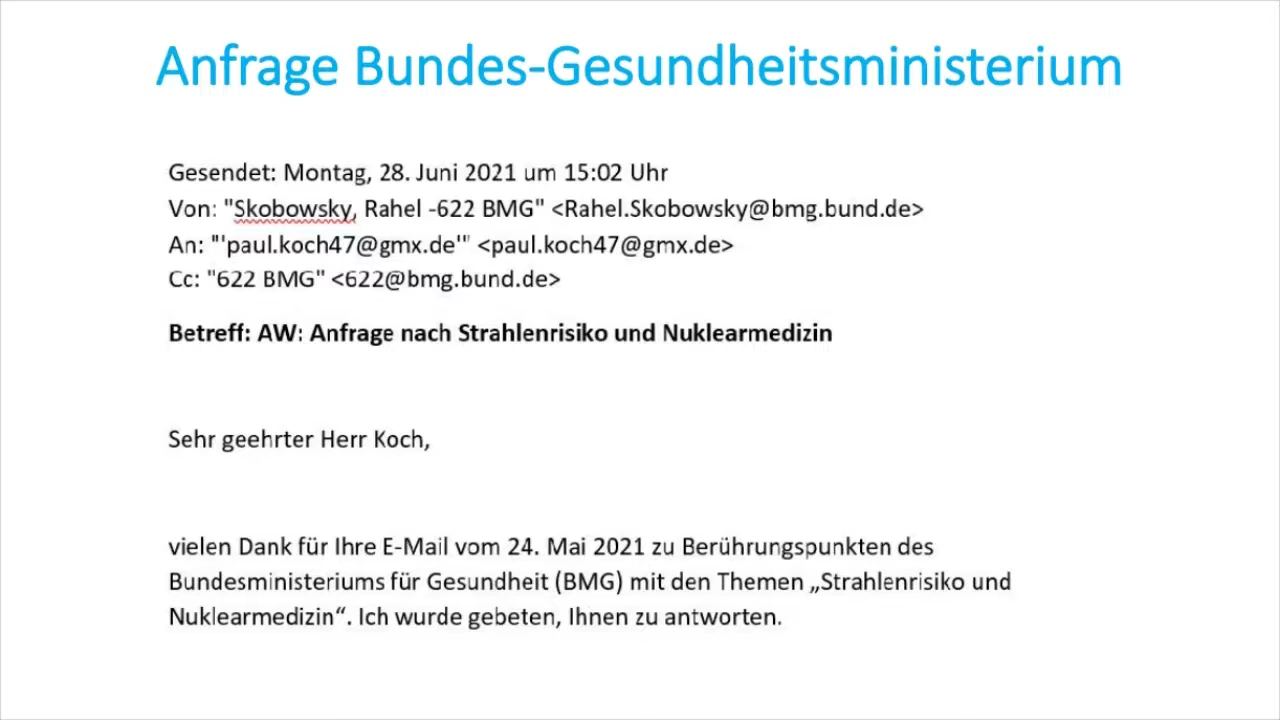 Anfrage Bundes-Gesundheitsministerium
Gesendet: Montag, 28. Juni 2021 um 15:02 Uhr
Von: "Skobowsky, Rahel -622 BMG" <Rahel.Skobowsky@bmg.bund.de>
An: "'paul.koch47@gmx.de'" <paul.koch47@gmx.de>
Cc: "622 BMG" <622@bmg.bund.de>
Betreff: AW: Anfrage nach Strahlenrisiko und Nuklearmedizin
Sehr geehrter Herr Koch,
vielen Dank für Ihre E-Mail vom 24. Mai 2021 zu Berührungspunkten des
Bundesministeriums für Gesundheit (BMG) mit den Themen „Strahlenrisiko und
Nuklearmedizin“. Ich wurde gebeten, Ihnen zu antworten.